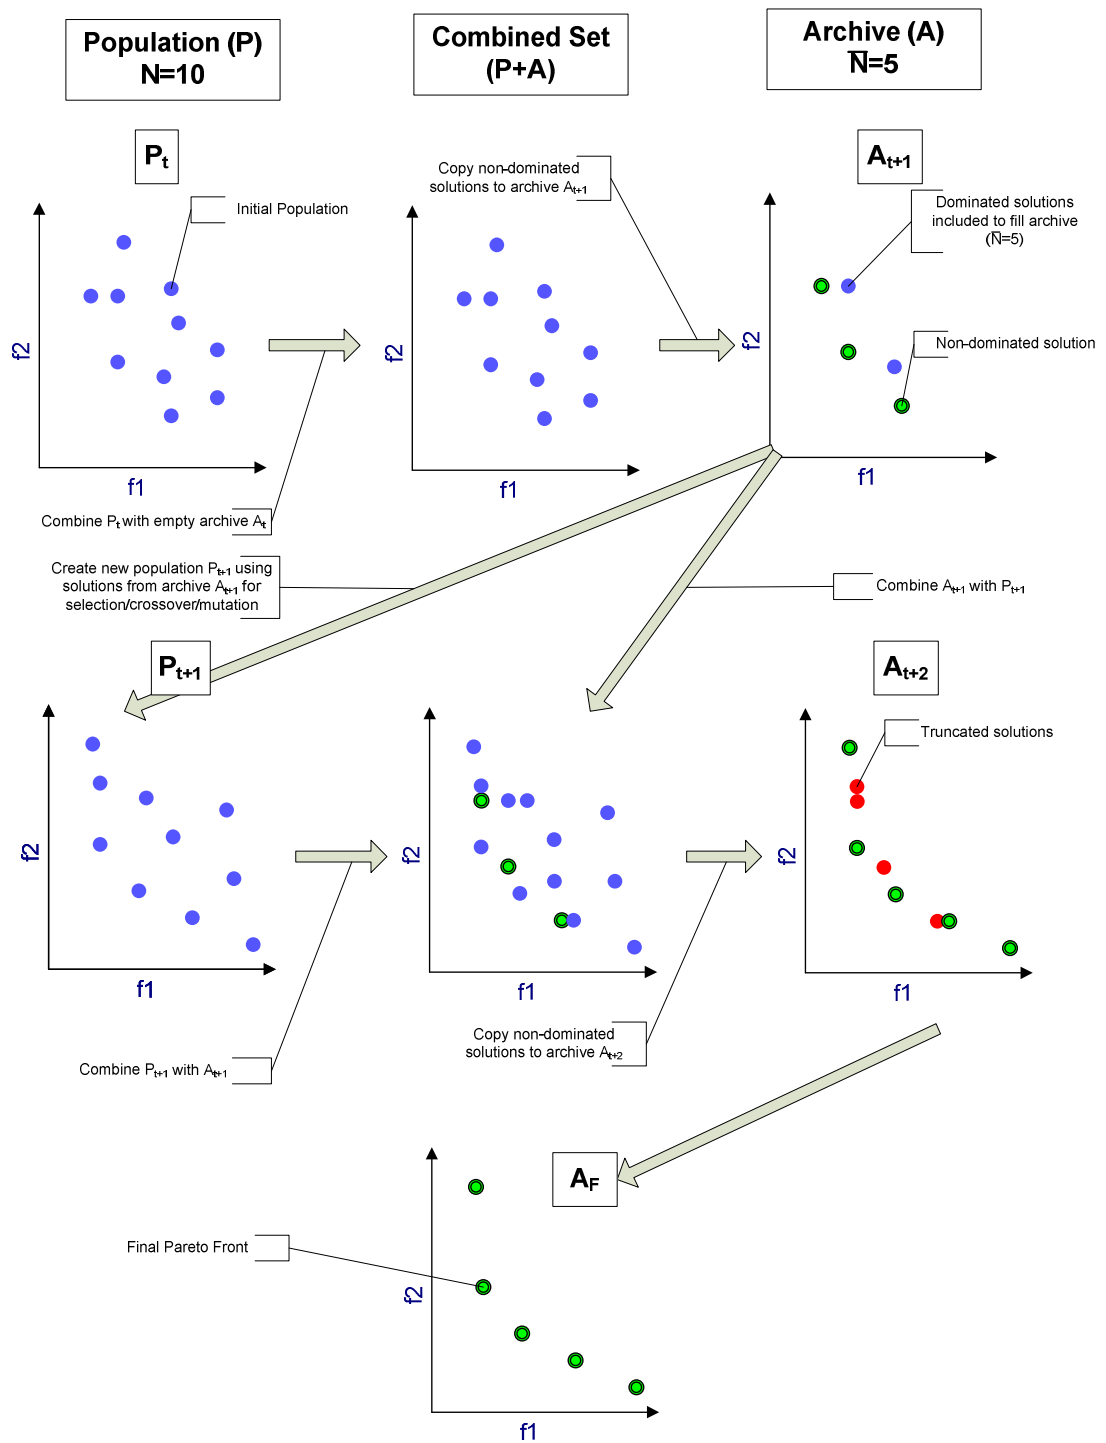 Population (P)
N=10
Combined Set
(P+A)
Archive (A)
N̅=5
Pt
Copy non-dominated
solutions to archive At+1
At+1
Initial Population
Dominated solutions
included to fill archive
(N̅=5)
f2
f2
f2
Non-dominated solution
f1
f1
f1
Combine Pt with empty archive At
Create new population Pt+1 using
solutions from archive At+1 for
selection/crossover/mutation
Combine At+1 with Pt+1
Pt+1
At+2
Truncated solutions
f2
f2
f2
f1
f1
f1
Copy non-dominated
solutions to archive At+2
Combine Pt+1 with At+1
AF
Final Pareto Front
f2
f1